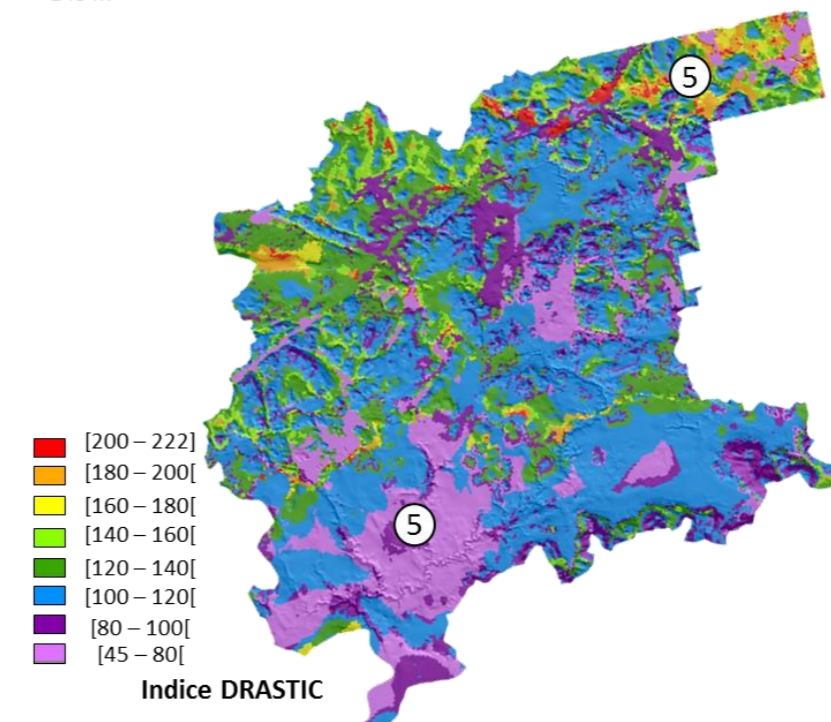 5
5
[200 – 222]
[180 – 200[
[160 – 180[
[140 – 160[
[120 – 140[
[100 – 120[
[80 – 100[
[45 – 80[
Indice DRASTIC